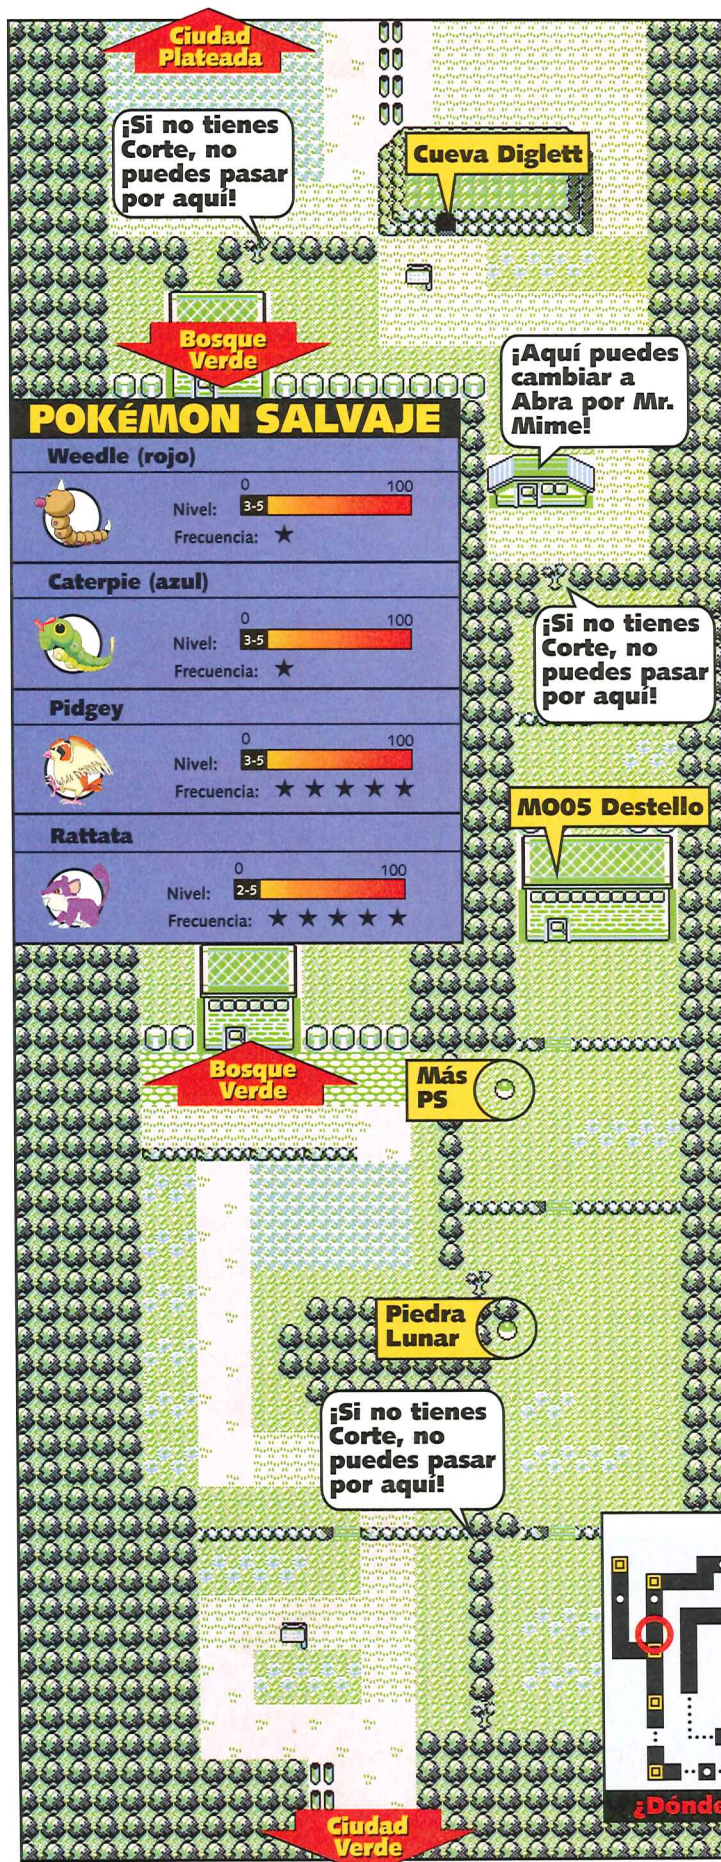 Ciudad
Plateada
¡Si no tienes
Corte, no
puedes pasar
por aquí!
Cueva Diglett
Bosque
Verde
¡Aquí puedes
cambiar a
Abra por Mr.
Mime!
POKÉMON SALVAJE
Weedle (rojo)
0 100
Nivel: 3-5
Frecuencia: ★
Caterpie (azul)
0 100
Nivel: 3-5
Frecuencia: ★
Pidgey
0 100
Nivel: 3-5
Frecuencia: ★ ★ ★ ★ ★
Rattata
0 100
Nivel: 2-5
Frecuencia: ★ ★ ★ ★ ★
¡Si no tienes
Corte, no
puedes pasar
por aquí!
MO05 Destello
Bosque
Verde
Más
PS
Piedra
Lunar
¡Si no tienes
Corte, no
puedes pasar
por aquí!
¿Dónde
Ciudad
Verde